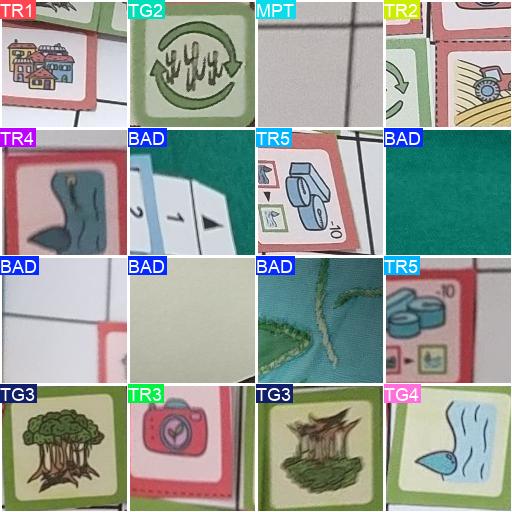 TR1 TG2 MPT TR2
TR4 BAD TR5 BAD
2 1
-10
BAD BAD BAD TR5
-10
TG3 TR3 TG3 TG4